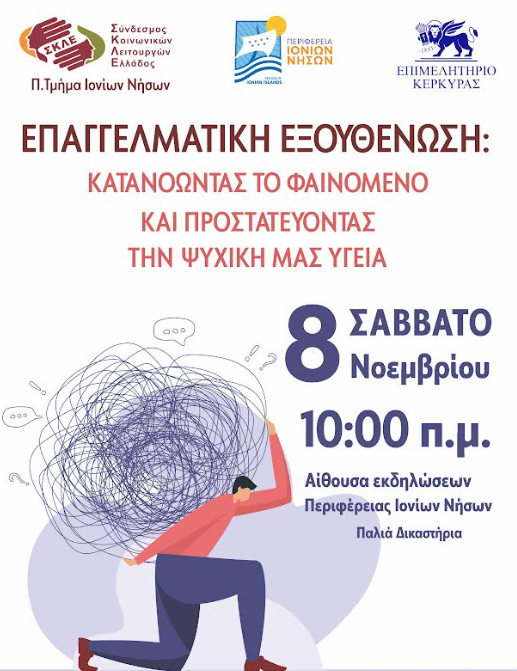 ΣΚΛΕ
Σύνδεσμος
Κοινωνικών
Λειτουργών
Ελλάδος
Π.Τμήμα Ιονίων Νήσων
ΠΕΡΙΦΕΡΕΙΑ
ΙΟΝΙΩΝ
ΝΗΣΩΝ
IONIAN ISLANDS
1851
ΕΠΙΜΕΛΗΤΗΡΙΟ
ΚΕΡΚΥΡΑΣ
ΕΠΑΓΓΕΛΜΑΤΙΚΗ ΕΞΟΥΘΕΝΩΣΗ:
ΚΑΤΑΝΟΩΝΤΑΣ ΤΟ ΦΑΙΝΟΜΕΝΟ
ΚΑΙ ΠΡΟΣΤΑΤΕΥΟΝΤΑΣ
ΤΗΝ ΨΥΧΙΚΗ ΜΑΣ ΥΓΕΙΑ
8 ΣΑΒΒΑΤΟ
Νοεμβρίου
10:00 π.μ.
Αίθουσα εκδηλώσεων
Περιφέρειας Ιονίων Νήσων
Παλιά Δικαστήρια